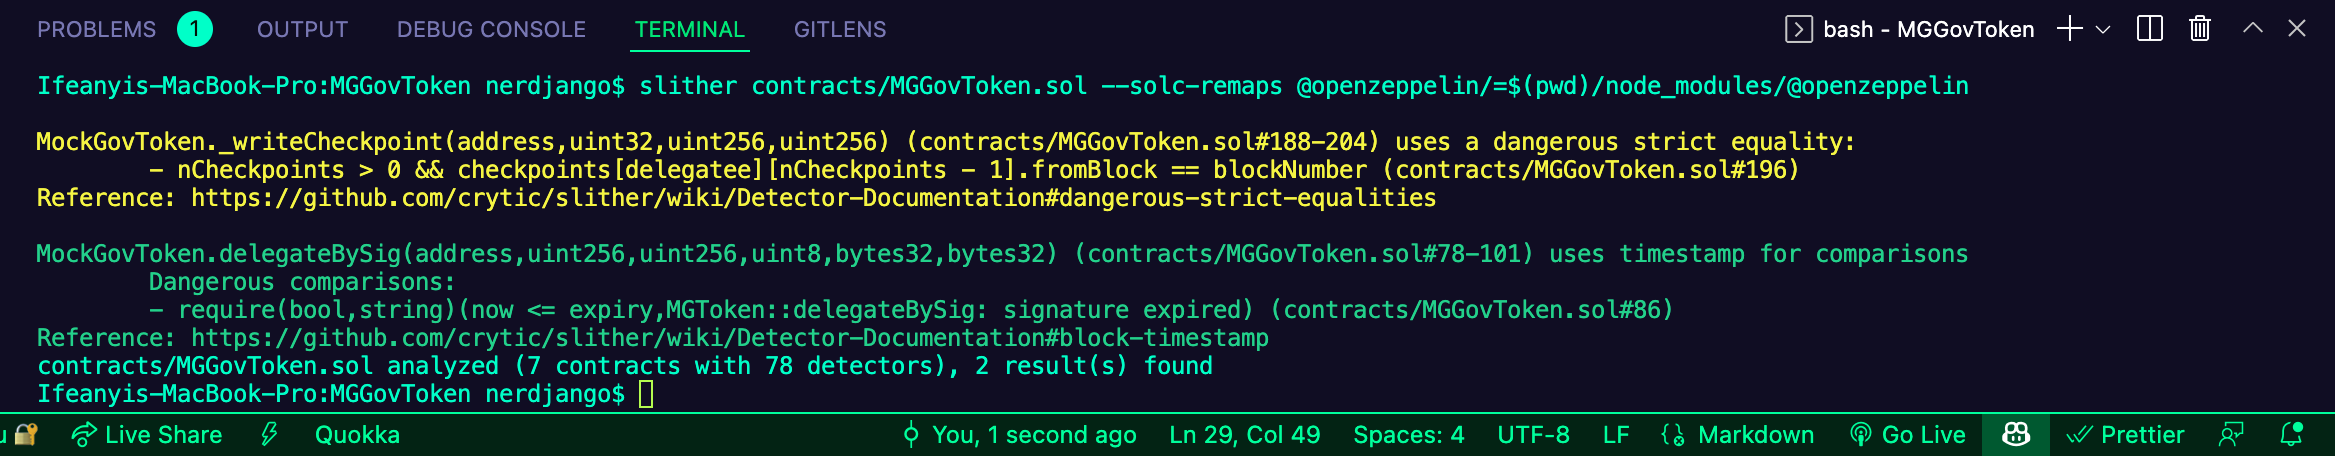 PROBLEMS 1 OUTPUT DEBUG CONSOLE TERMINAL GITLENS bash - MGGovToken
Ifeanyis-MacBook-Pro:MGGovToken nerdjango$ slither contracts/MGGovToken.sol --solc-remaps @openzeppelin/=$(pwd)/node_modules/@openzeppelin
MockGovToken._writeCheckpoint(address,uint32,uint256,uint256) (contracts/MGGovToken.sol#188-204) uses a dangerous strict equality:
- nCheckpoints > 0 && checkpoints[delegatee][nCheckpoints - 1].fromBlock == blockNumber (contracts/MGGovToken.sol#196)
Reference: https://github.com/crytic/slither/wiki/Detector-Documentation#dangerous-strict-equalities
MockGovToken.delegateBySig(address,uint256,uint256,uint8,bytes32,bytes32) (contracts/MGGovToken.sol#78-101) uses timestamp for comparisons
Dangerous comparisons:
- require(bool,string)(now <= expiry,MGToken::delegateBySig: signature expired) (contracts/MGGovToken.sol#86)
Reference: https://github.com/crytic/slither/wiki/Detector-Documentation#block-timestamp
contracts/MGGovToken.sol analyzed (7 contracts with 78 detectors), 2 result(s) found
Ifeanyis-MacBook-Pro:MGGovToken nerdjango$
u Live Share Quokka You, 1 second ago Ln 29, Col 49 Spaces: 4 UTF-8 LF Markdown Go Live Prettier